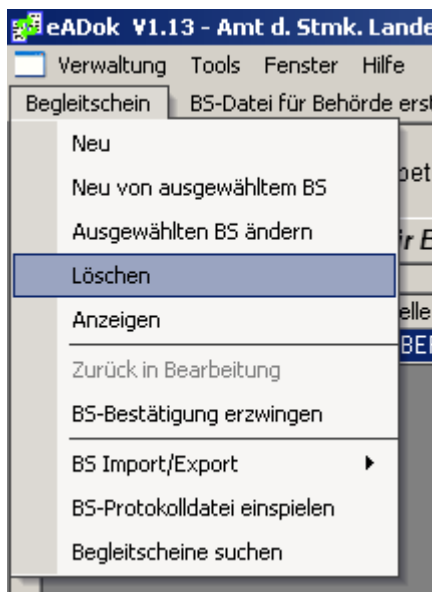 eADok V1.13 - Amt d. Stmk. Lande
Verwaltung Tools Fenster Hilfe
Begleitschein BS-Datei für Behörde erst
Neu
Neu von ausgewähltem BS
Ausgewählten BS ändern
Löschen
Anzeigen
Zurück in Bearbeitung
BS-Bestätigung erzwingen
BS Import/Export
BS-Protokolldatei einspielen
Begleitscheine suchen